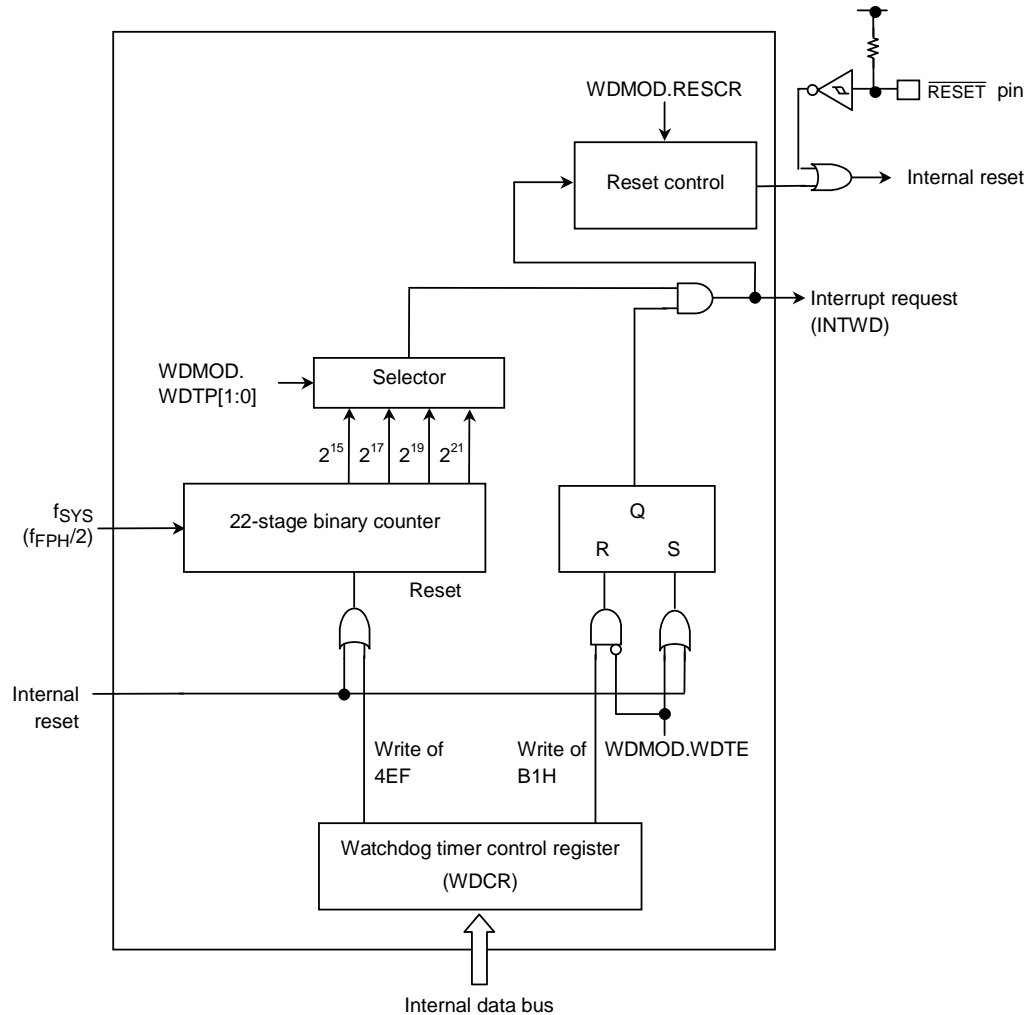 WDMOD.RESCR
RESET pin
Reset control
Internal reset
Interrupt request
(INTWD)
WDMOD.
WDTP[1:0]
Selector
2^15 2^17 2^19 2^21
fSYS
(fFPH/2)
22-stage binary counter
Q
R S
Reset
Internal
reset
Write of
4EF
Write of
B1H
WDMOD.WDTE
Watchdog timer control register
(WDCR)
Internal data bus